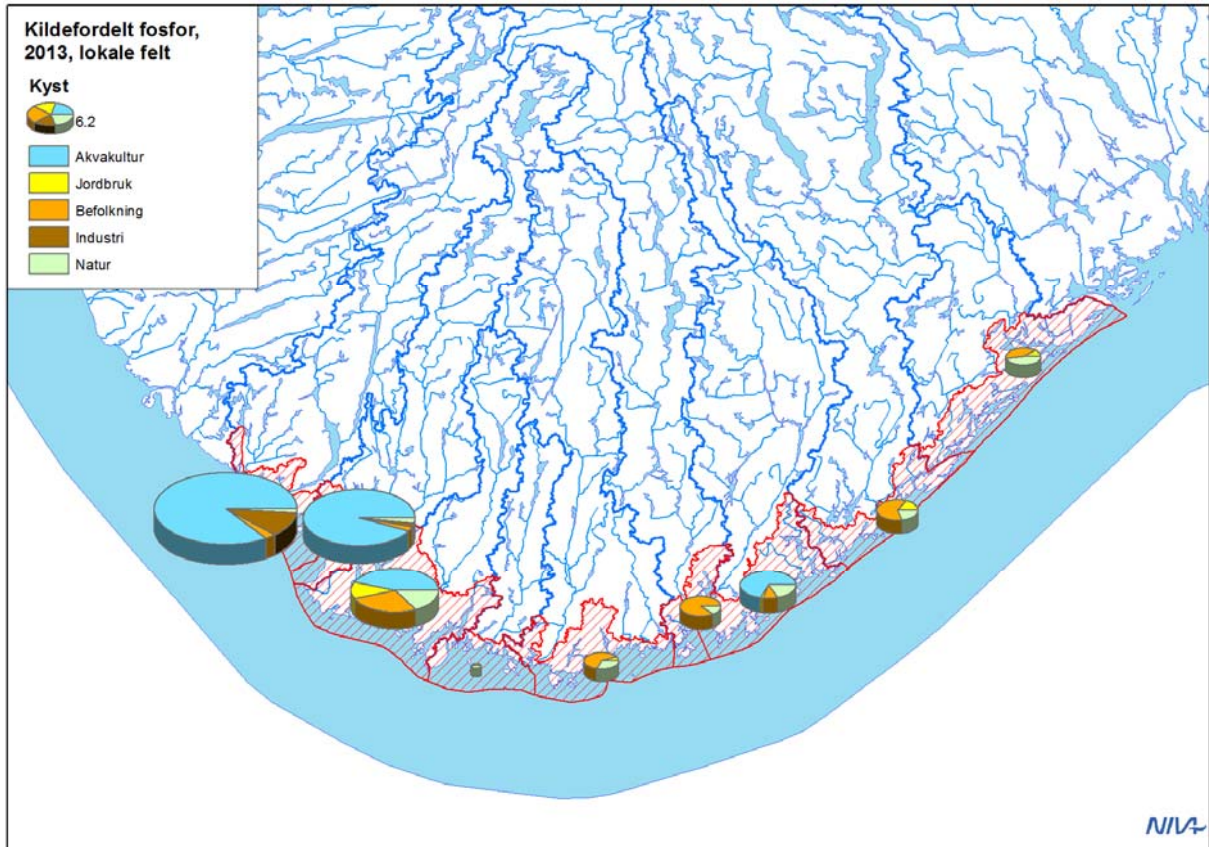 Kildefordelt fosfor,
2013, lokale felt
Kyst
6.2
Akvakultur
Jordbruk
Befolkning
Industri
Natur
NIVA